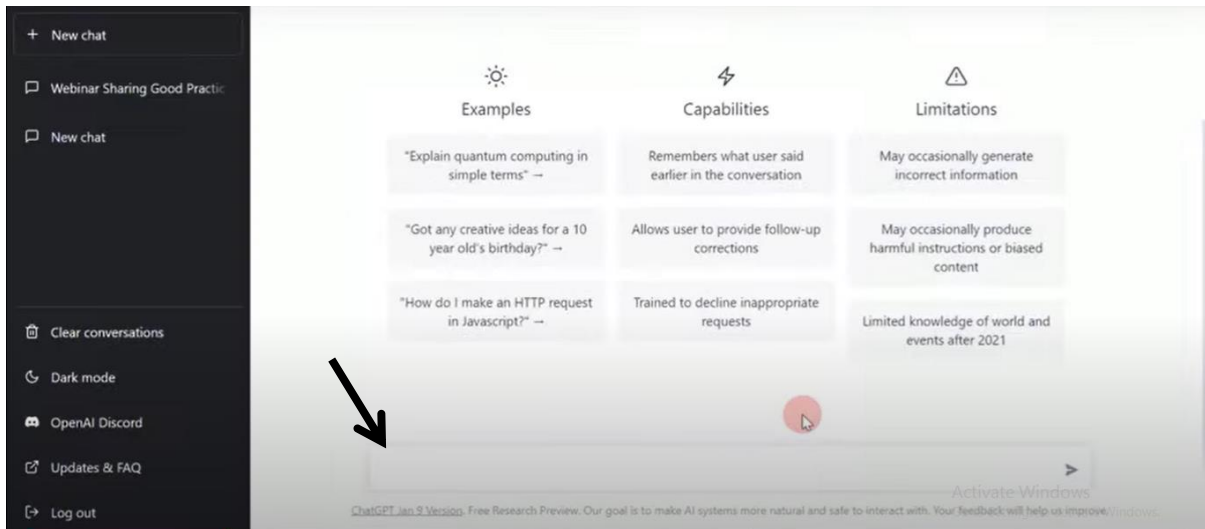 + New chat
Webinar Sharing Good Practic
New chat
Clear conversations
Dark mode
OpenAI Discord
Updates & FAQ
Log out
Examples
"Explain quantum computing in
simple terms" →
"Got any creative ideas for a 10
year old's birthday?" →
"How do I make an HTTP request
in Javascript?" →
Capabilities
Remembers what user said
earlier in the conversation
Allows user to provide follow-up
corrections
Trained to decline inappropriate
requests
Limitations
May occasionally generate
incorrect information
May occasionally produce
harmful instructions or biased
content
Limited knowledge of world and
events after 2021
Activate Windows
ChatGPT Jan 9 Version. Free Research Preview. Our goal is to make AI systems more natural and safe to interact with. Your feedback will help us improve.